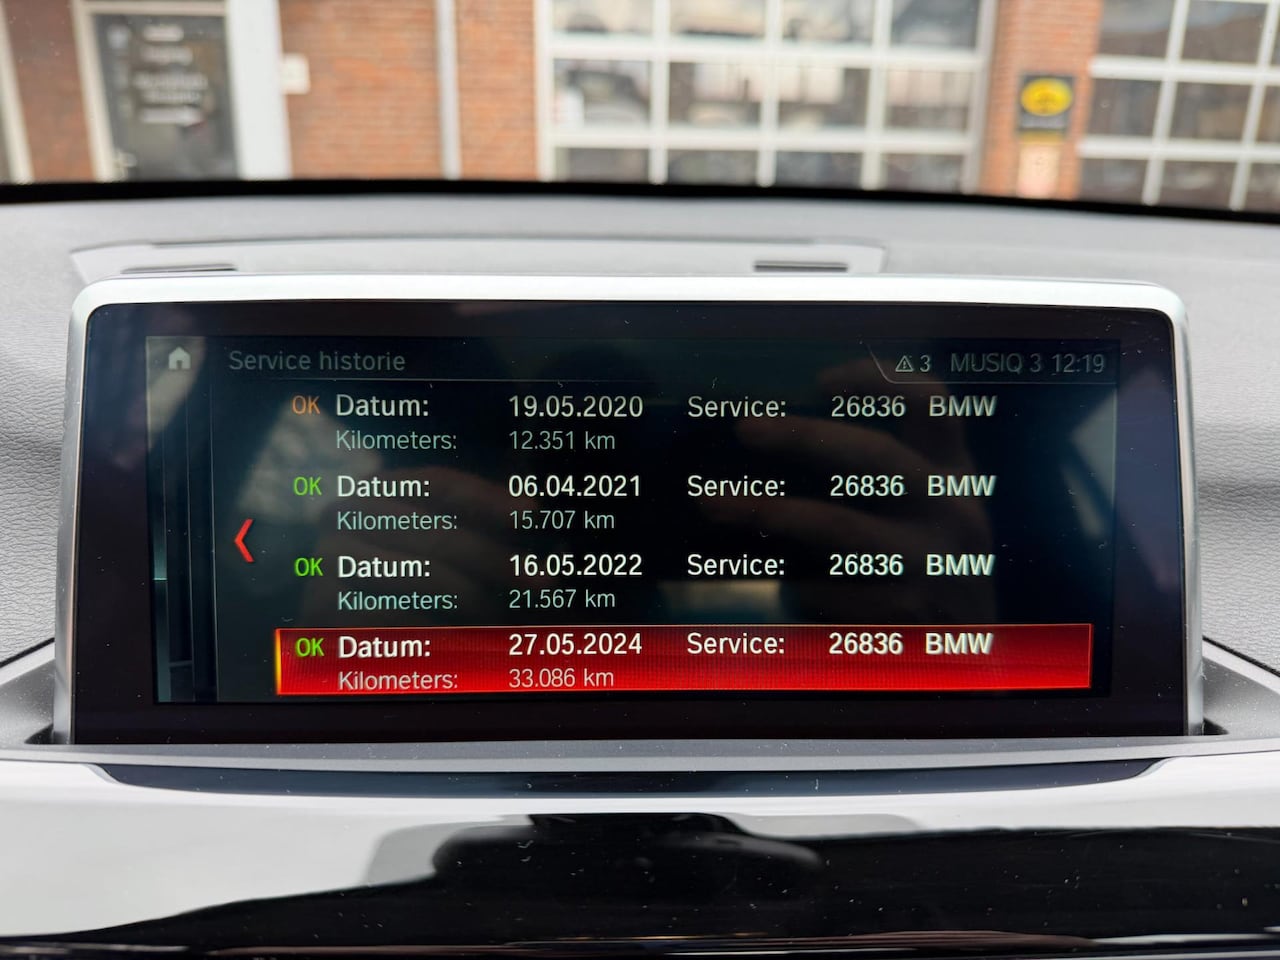 Service historie ⚠ 3 MUSIQ 3 12:19
OK Datum: 19.05.2020 Service: 26836 BMW
Kilometers: 12.351 km
OK Datum: 06.04.2021 Service: 26836 BMW
Kilometers: 15.707 km
OK Datum: 16.05.2022 Service: 26836 BMW
Kilometers: 21.567 km
OK Datum: 27.05.2024 Service: 26836 BMW
Kilometers: 33.086 km